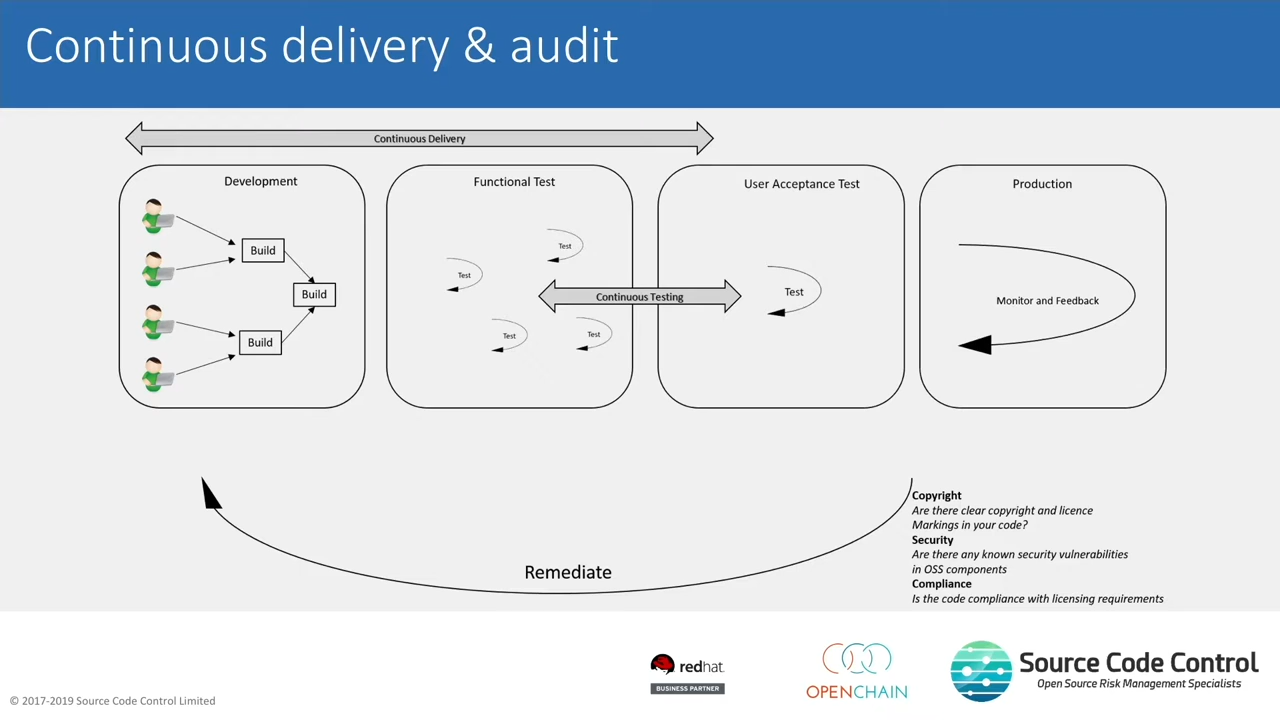 Continuous delivery & audit
Continuous Delivery
Development
Functional Test
User Acceptance Test
Production
Build
Build
Build
Test
Test
Test
Test
Continuous Testing
Test
Monitor and Feedback
Remediate
Copyright
Are there clear copyright and licence
Markings in your code?
Security
Are there any known security vulnerabilities
in OSS components
Compliance
Is the code compliance with licensing requirements
redhat.
BUSINESS PARTNER
OPENCHAIN
Source Code Control
Open Source Risk Management Specialists
© 2017-2019 Source Code Control Limited